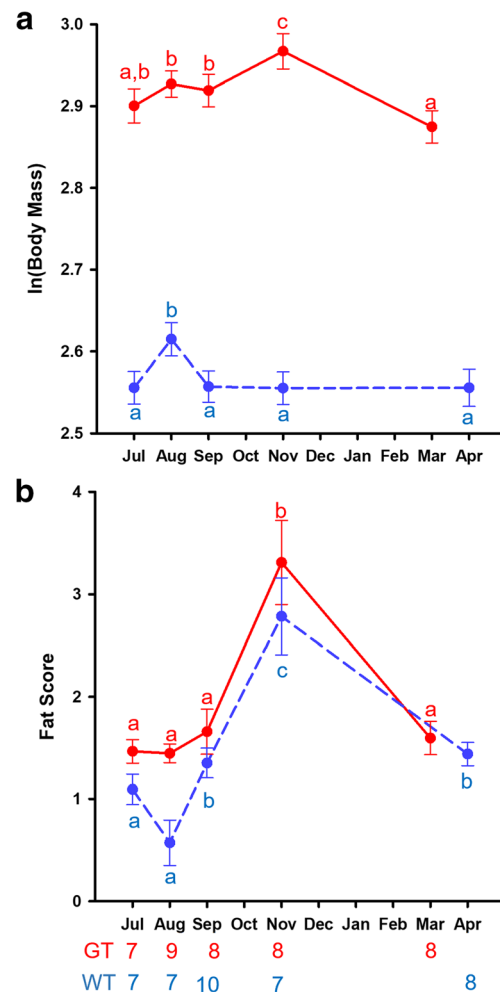 a
3.0
c
b
b
a,b
a
2.9
2.8
ln(Body Mass)
2.7
b
2.6
a
a
a
a
2.5
Jul Aug Sep Oct Nov Dec Jan Feb Mar Apr
b
4
b
3
Fat Score
c
2
a
a
a
a
b
b
1
a
a
0
Jul Aug Sep Oct Nov Dec Jan Feb Mar Apr
GT 7 9 8 8 8
WT 7 7 10 7 8